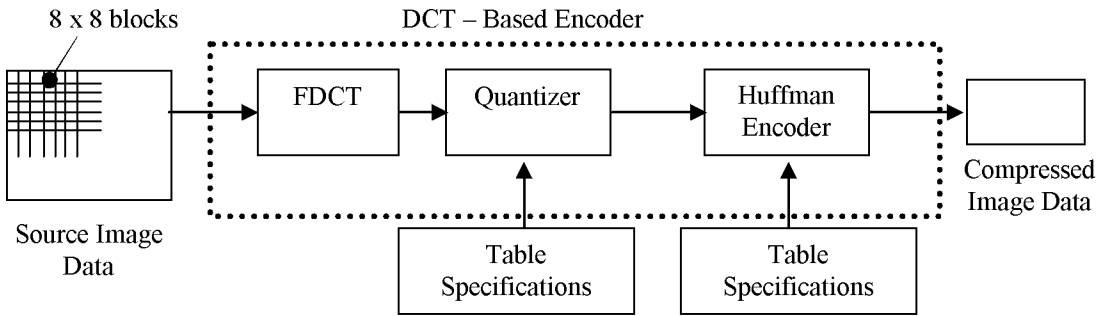 8 x 8 blocks
DCT – Based Encoder
FDCT
Quantizer
Huffman
Encoder
Compressed
Image Data
Source Image
Data
Table
Specifications
Table
Specifications